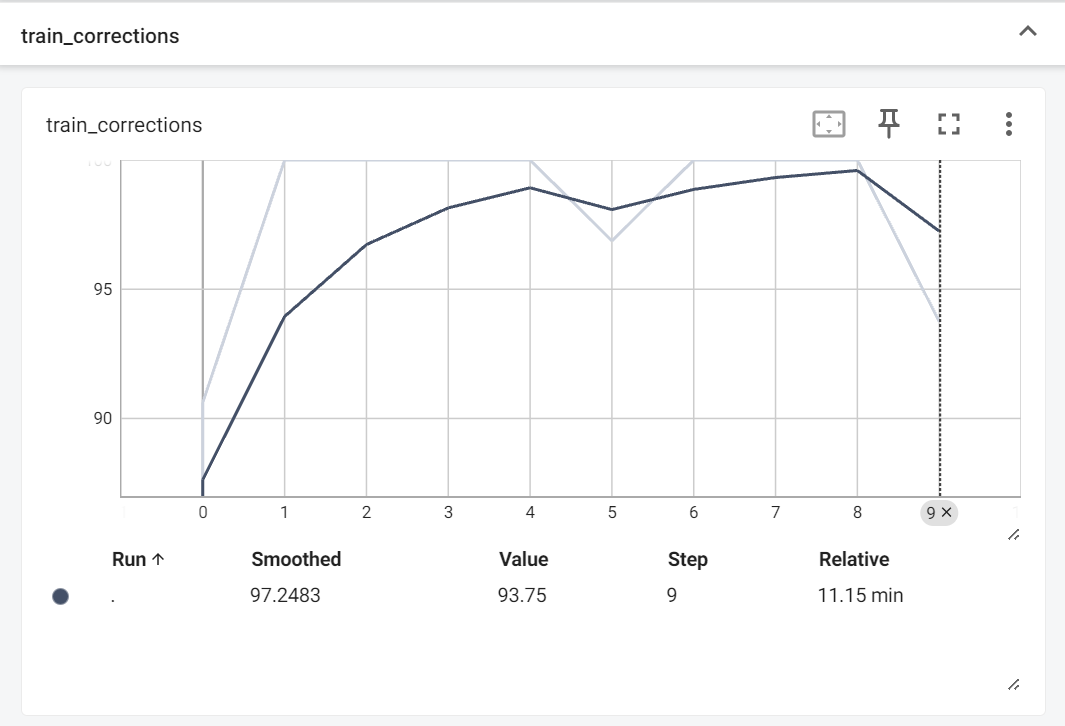 train_corrections
train_corrections
100
95
90
0 1 2 3 4 5 6 7 8 9 ×
Run ↑ Smoothed Value Step Relative
. 97.2483 93.75 9 11.15 min